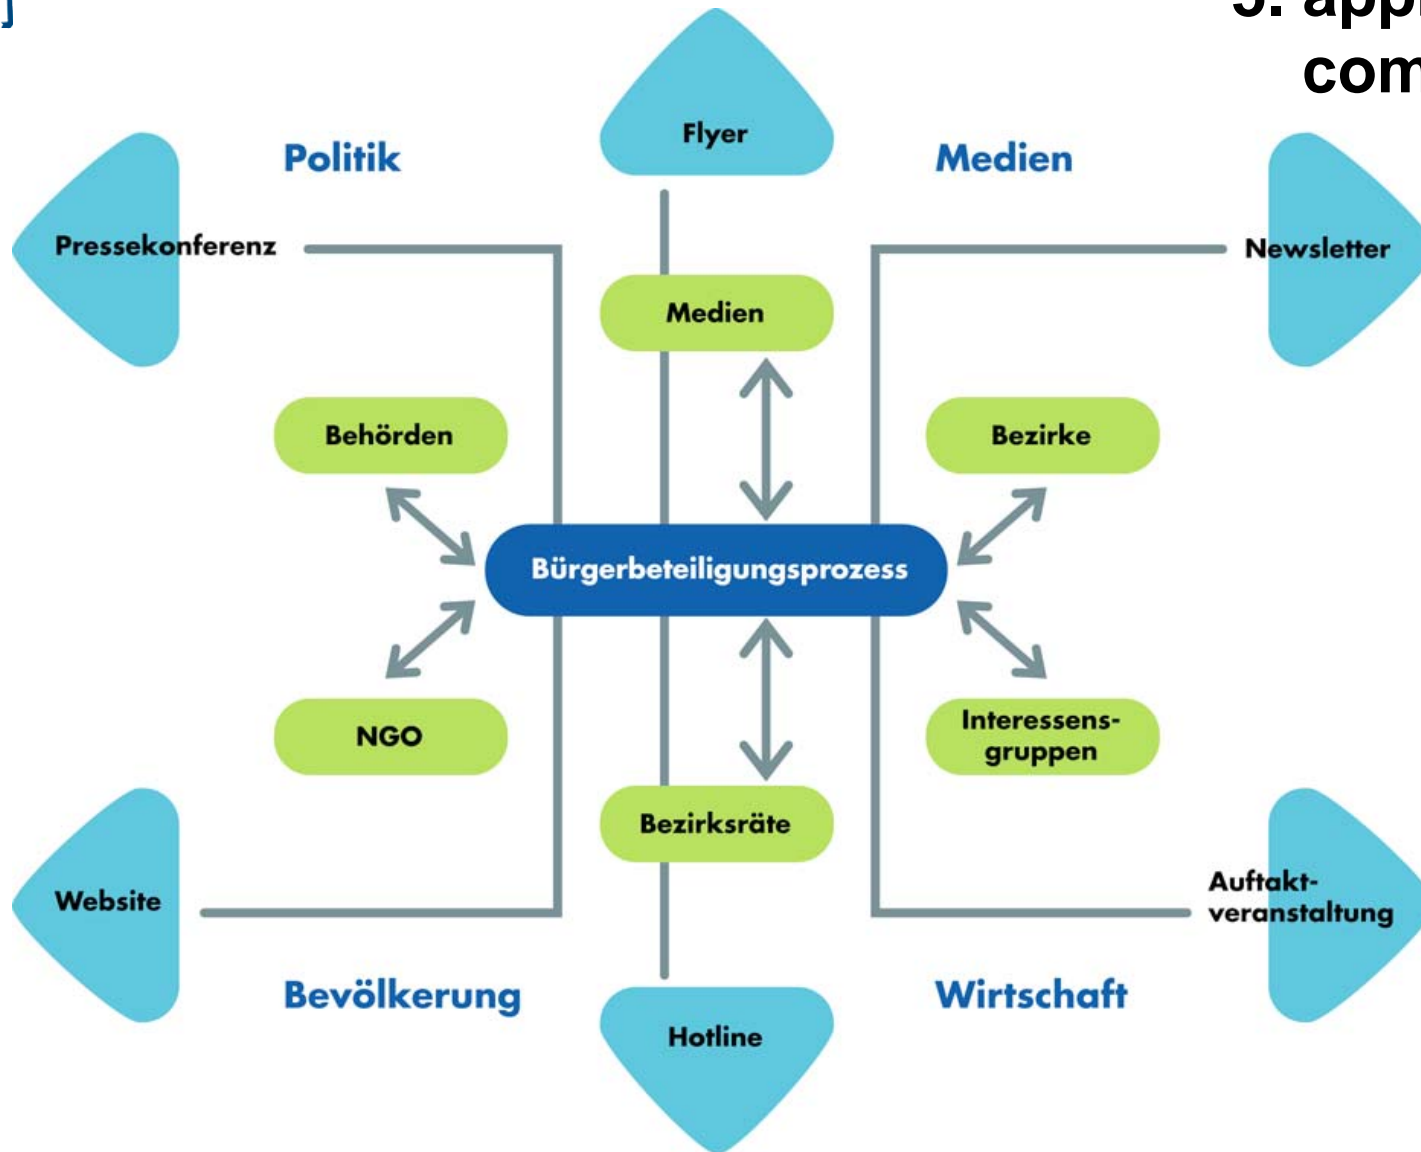 Flyer
Politik
Medien
Pressekonferenz
Newsletter
Medien
Behörden
Bezirke
Bürgerbeteiligungsprozess
NGO
Interessens-
gruppen
Bezirksräte
Website
Auftakt-
veranstaltung
Bevölkerung
Wirtschaft
Hotline